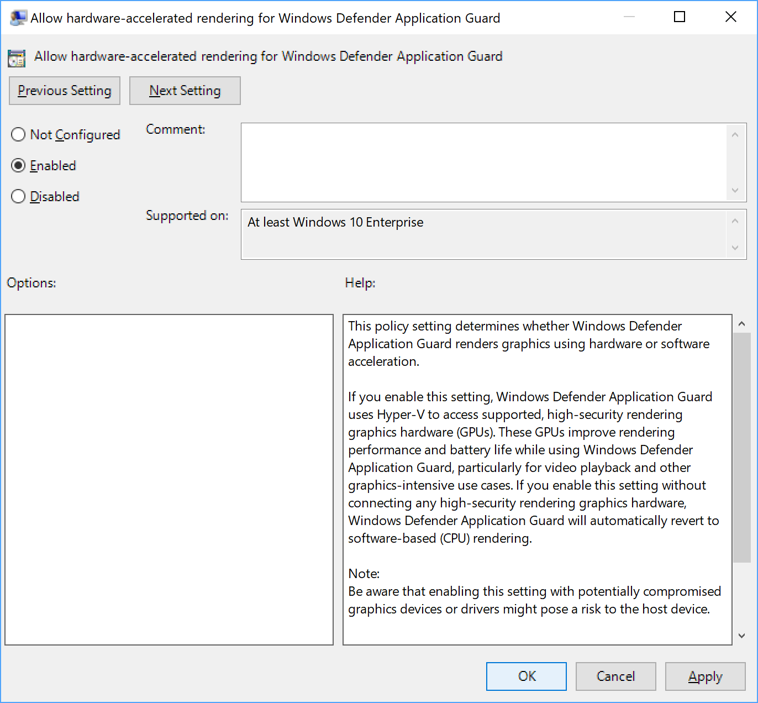 Allow hardware-accelerated rendering for Windows Defender Application Guard
Allow hardware-accelerated rendering for Windows Defender Application Guard
Previous Setting
Next Setting
Not Configured
Enabled
Disabled
Comment:
Supported on:
At least Windows 10 Enterprise
Options:
Help:
This policy setting determines whether Windows Defender
Application Guard renders graphics using hardware or software
acceleration.
If you enable this setting, Windows Defender Application Guard
uses Hyper-V to access supported, high-security rendering
graphics hardware (GPUs). These GPUs improve rendering
performance and battery life while using Windows Defender
Application Guard, particularly for video playback and other
graphics-intensive use cases. If you enable this setting without
connecting any high-security rendering graphics hardware,
Windows Defender Application Guard will automatically revert to
software-based (CPU) rendering.
Note:
Be aware that enabling this setting with potentially compromised
graphics devices or drivers might pose a risk to the host device.
OK
Cancel
Apply